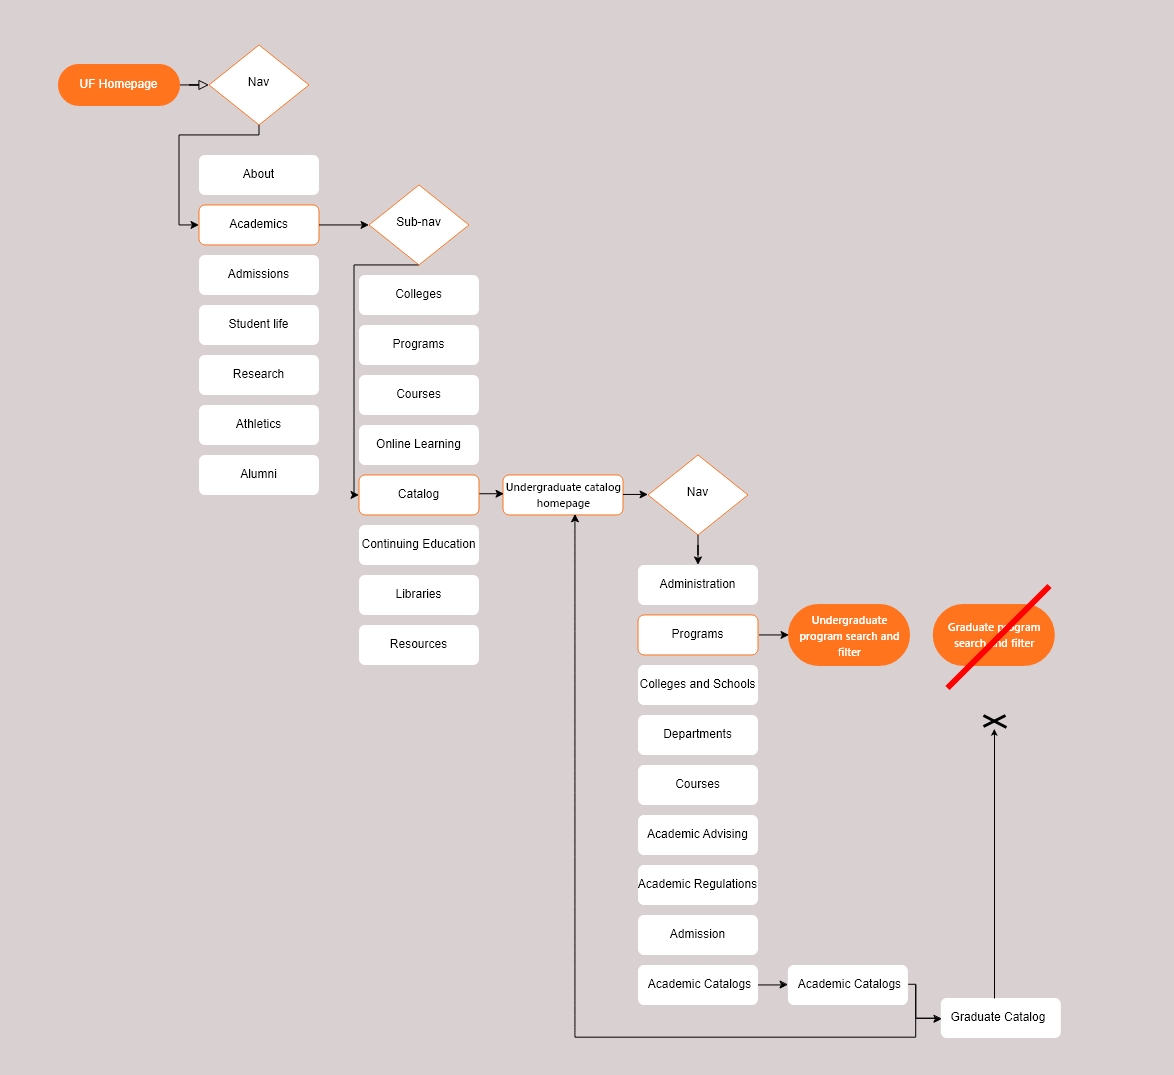 UF Homepage
Nav
About
Academics
Sub-nav
Admissions
Student life
Research
Athletics
Alumni
Colleges
Programs
Courses
Online Learning
Catalog
Continuing Education
Libraries
Resources
Undergraduate catalog
homepage
Nav
Administration
Programs
Undergraduate
program search and
filter
Graduate program
search and filter
Colleges and Schools
Departments
Courses
Academic Advising
Academic Regulations
Admission
Academic Catalogs
Academic Catalogs
Graduate Catalog